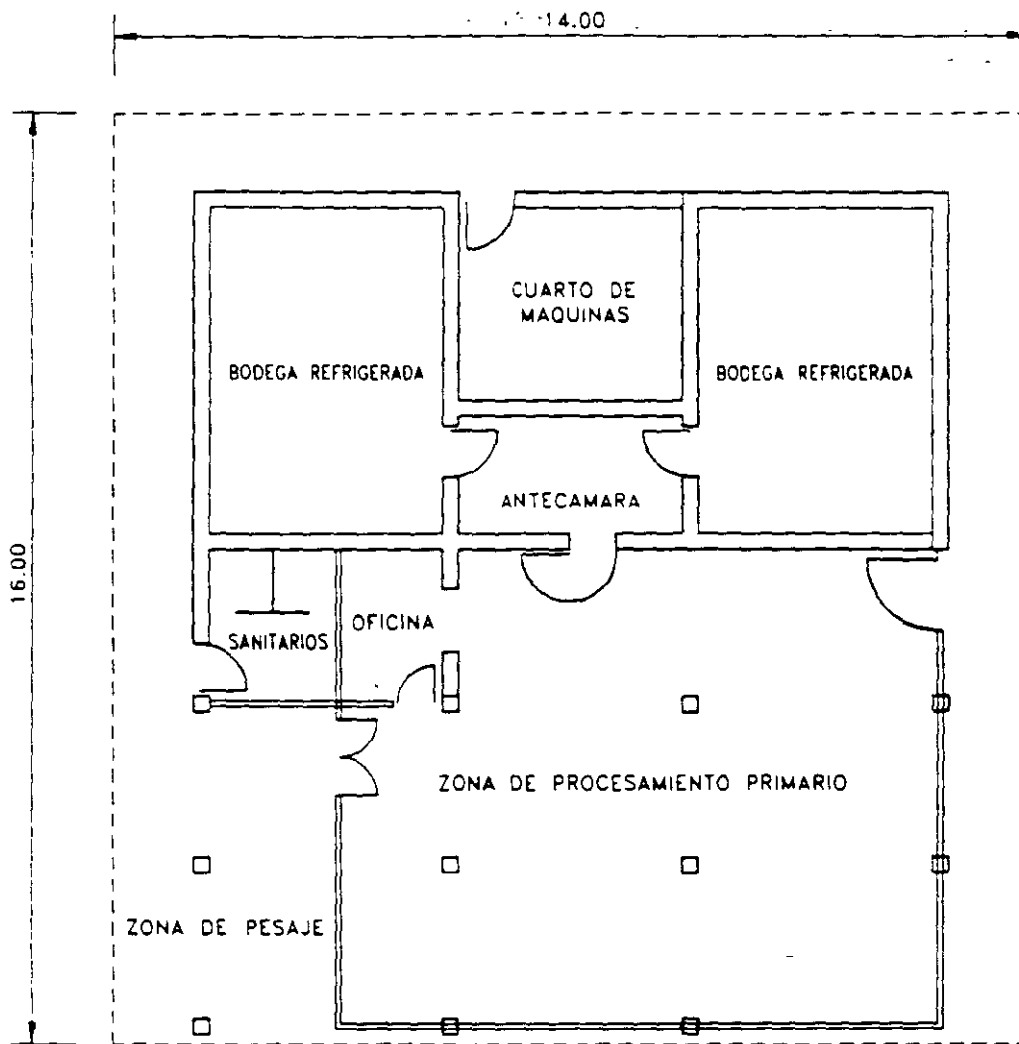 14.00
CUARTO DE
MAQUINAS
BODEGA REFRIGERADA
BODEGA REFRIGERADA
ANTECAMARA
16.00
OFICINA
SANITARIOS
ZONA DE PROCESAMIENTO PRIMARIO
ZONA DE PESAJE